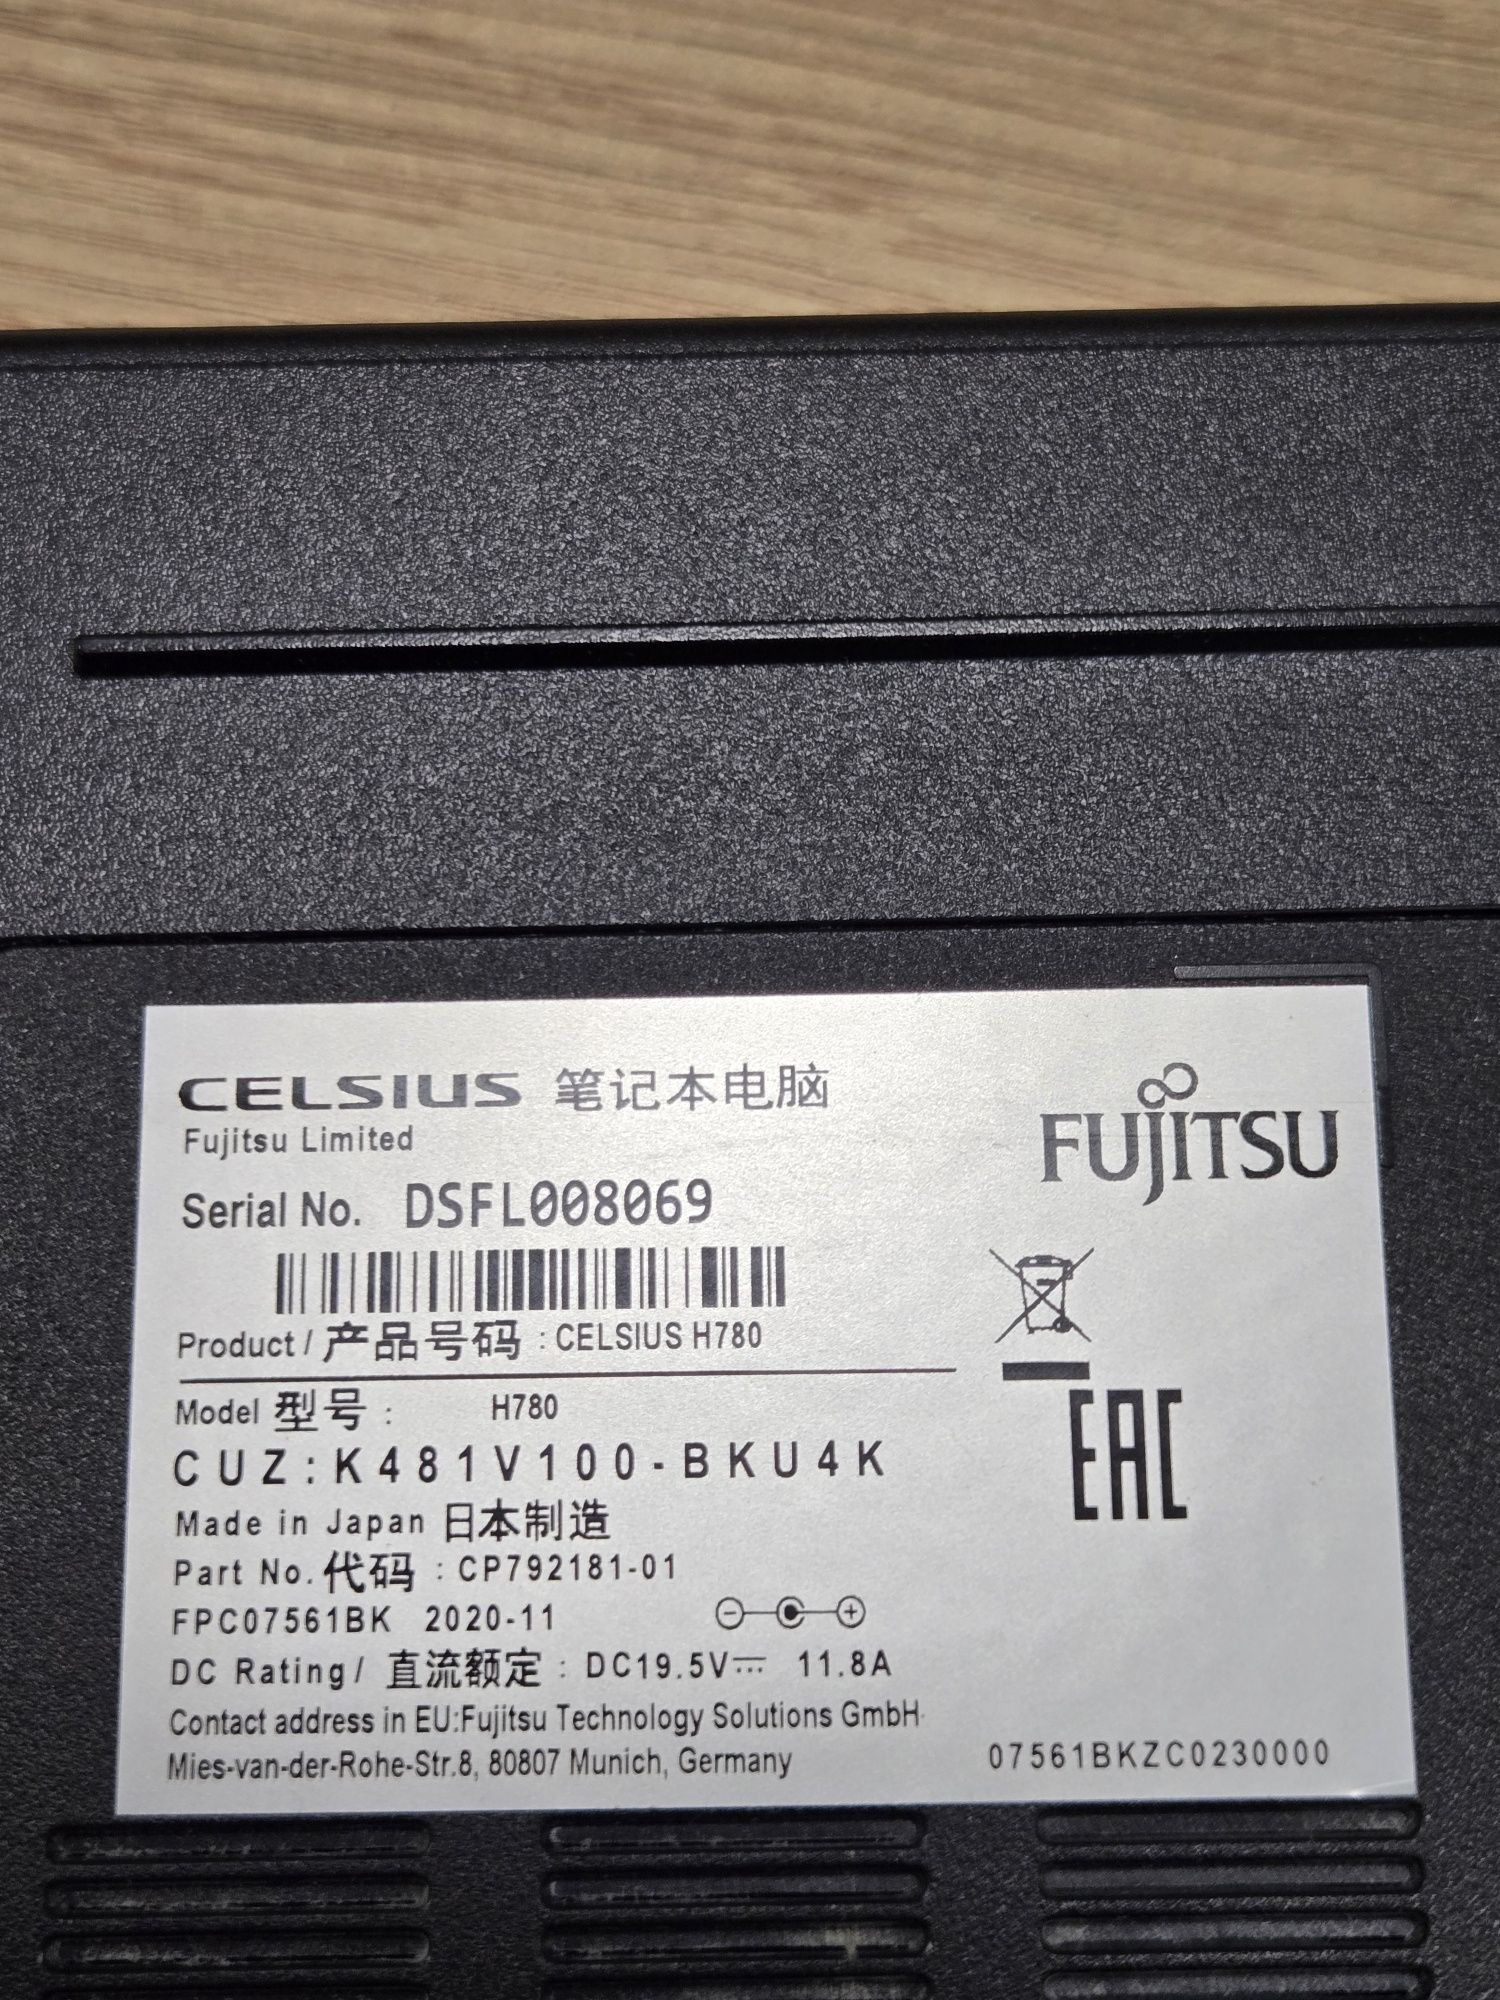 CELSIUS 笔记本电脑
Fujitsu Limited
FUJITSU
Serial No. DSFL008069
Product / 产品号码 : CELSIUS H780
Model 型号 : H780
CUZ:K481V100-BKU4K
EAC
Made in Japan 日本制造
Part No. 代码 : CP792181-01
FPC07561BK 2020-11
DC Rating / 直流额定 : DC19.5V⎓ 11.8A
Contact address in EU:Fujitsu Technology Solutions GmbH
Mies-van-der-Rohe-Str.8, 80807 Munich, Germany
07561BKZC0230000